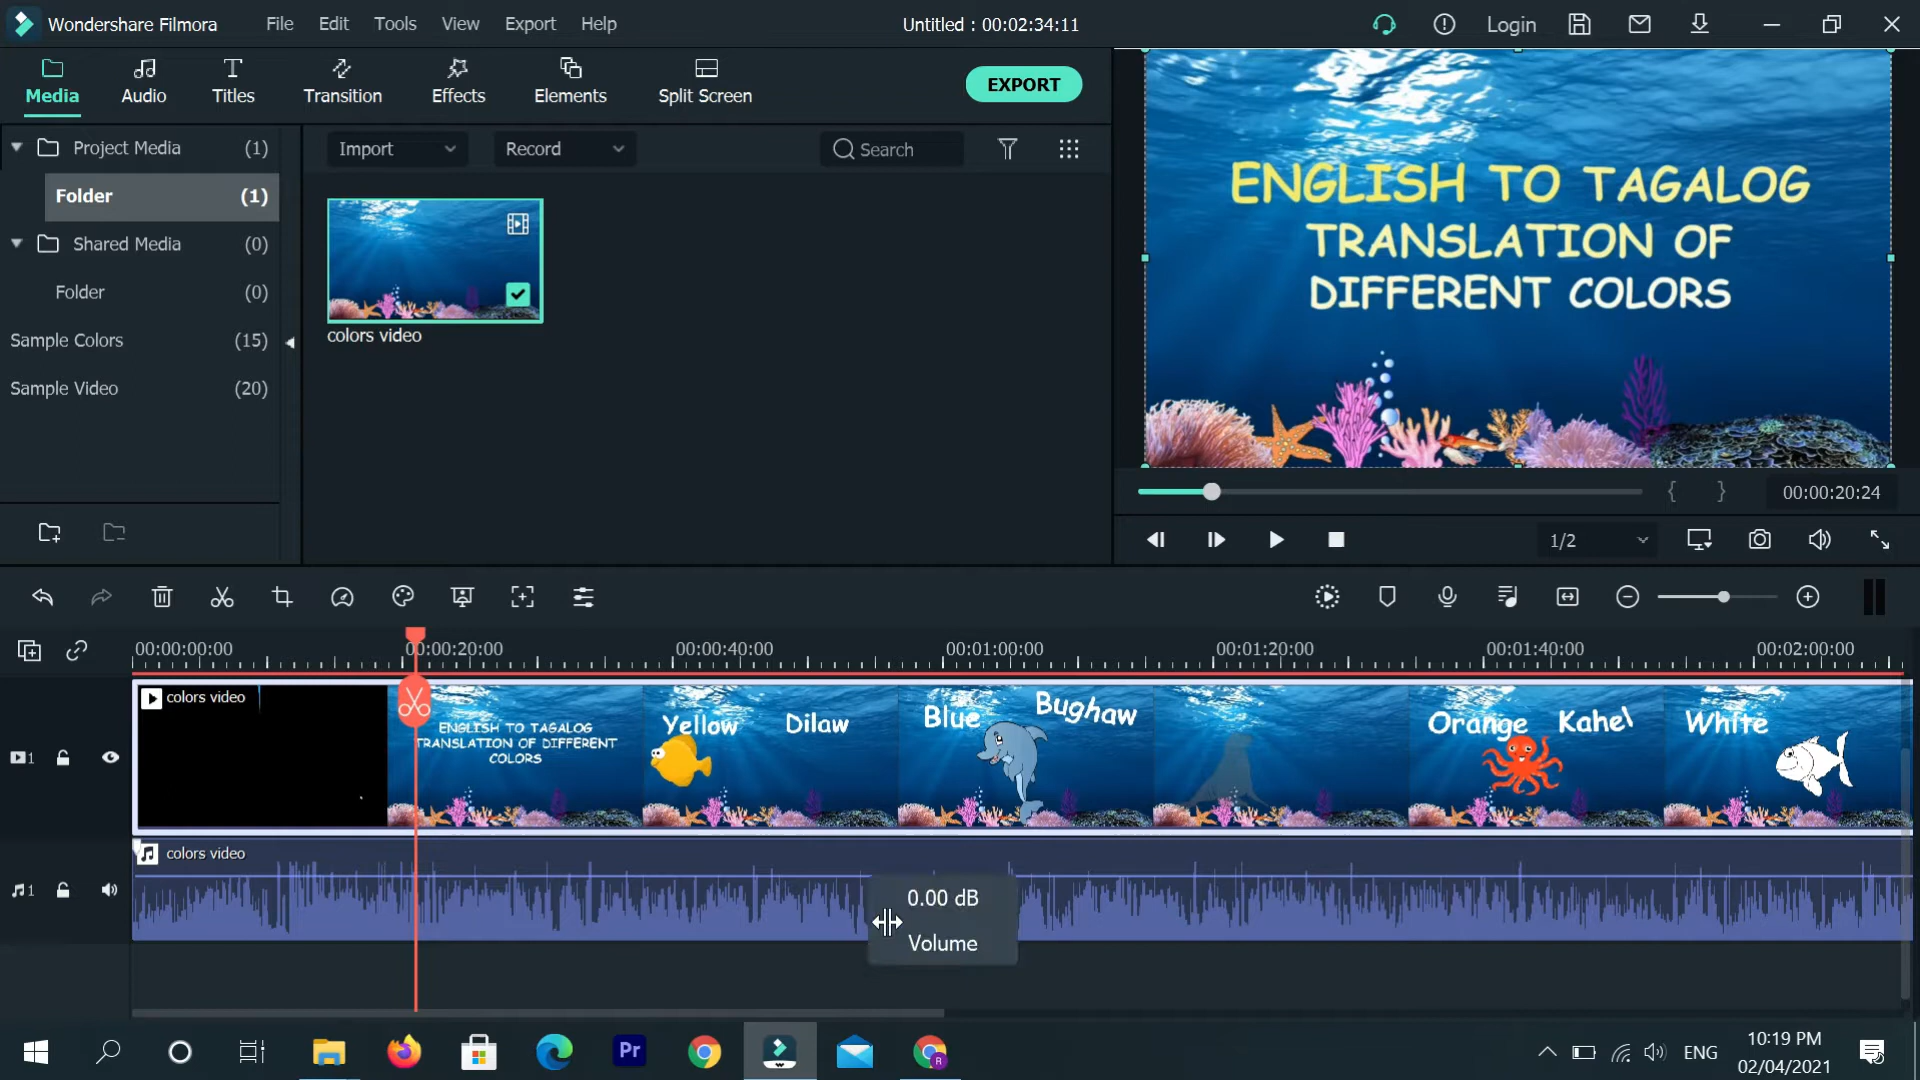 Wondershare Filmora
File
Edit
Tools
View
Export
Help
Untitled : 00:02:34:11
Login
Media
Audio
Titles
Transition
Effects
Elements
Split Screen
EXPORT
Project Media (1)
Folder (1)
Shared Media (0)
Folder (0)
Sample Colors (15)
Sample Video (20)
Import
Record
Search
colors video
ENGLISH TO TAGALOG
TRANSLATION OF
DIFFERENT COLORS
{ }
00:00:20:24
1/2
00:00:00:00
00:00:20:00
00:00:40:00
00:01:00:00
00:01:20:00
00:01:40:00
00:02:00:00
1
colors video
ENGLISH TO TAGALOG
TRANSLATION OF DIFFERENT
COLORS
Yellow Dilaw
Blue Bughaw
Orange Kahel
White
1
colors video
0.00 dB
Volume
Pr
R
ENG
10:19 PM
02/04/2021